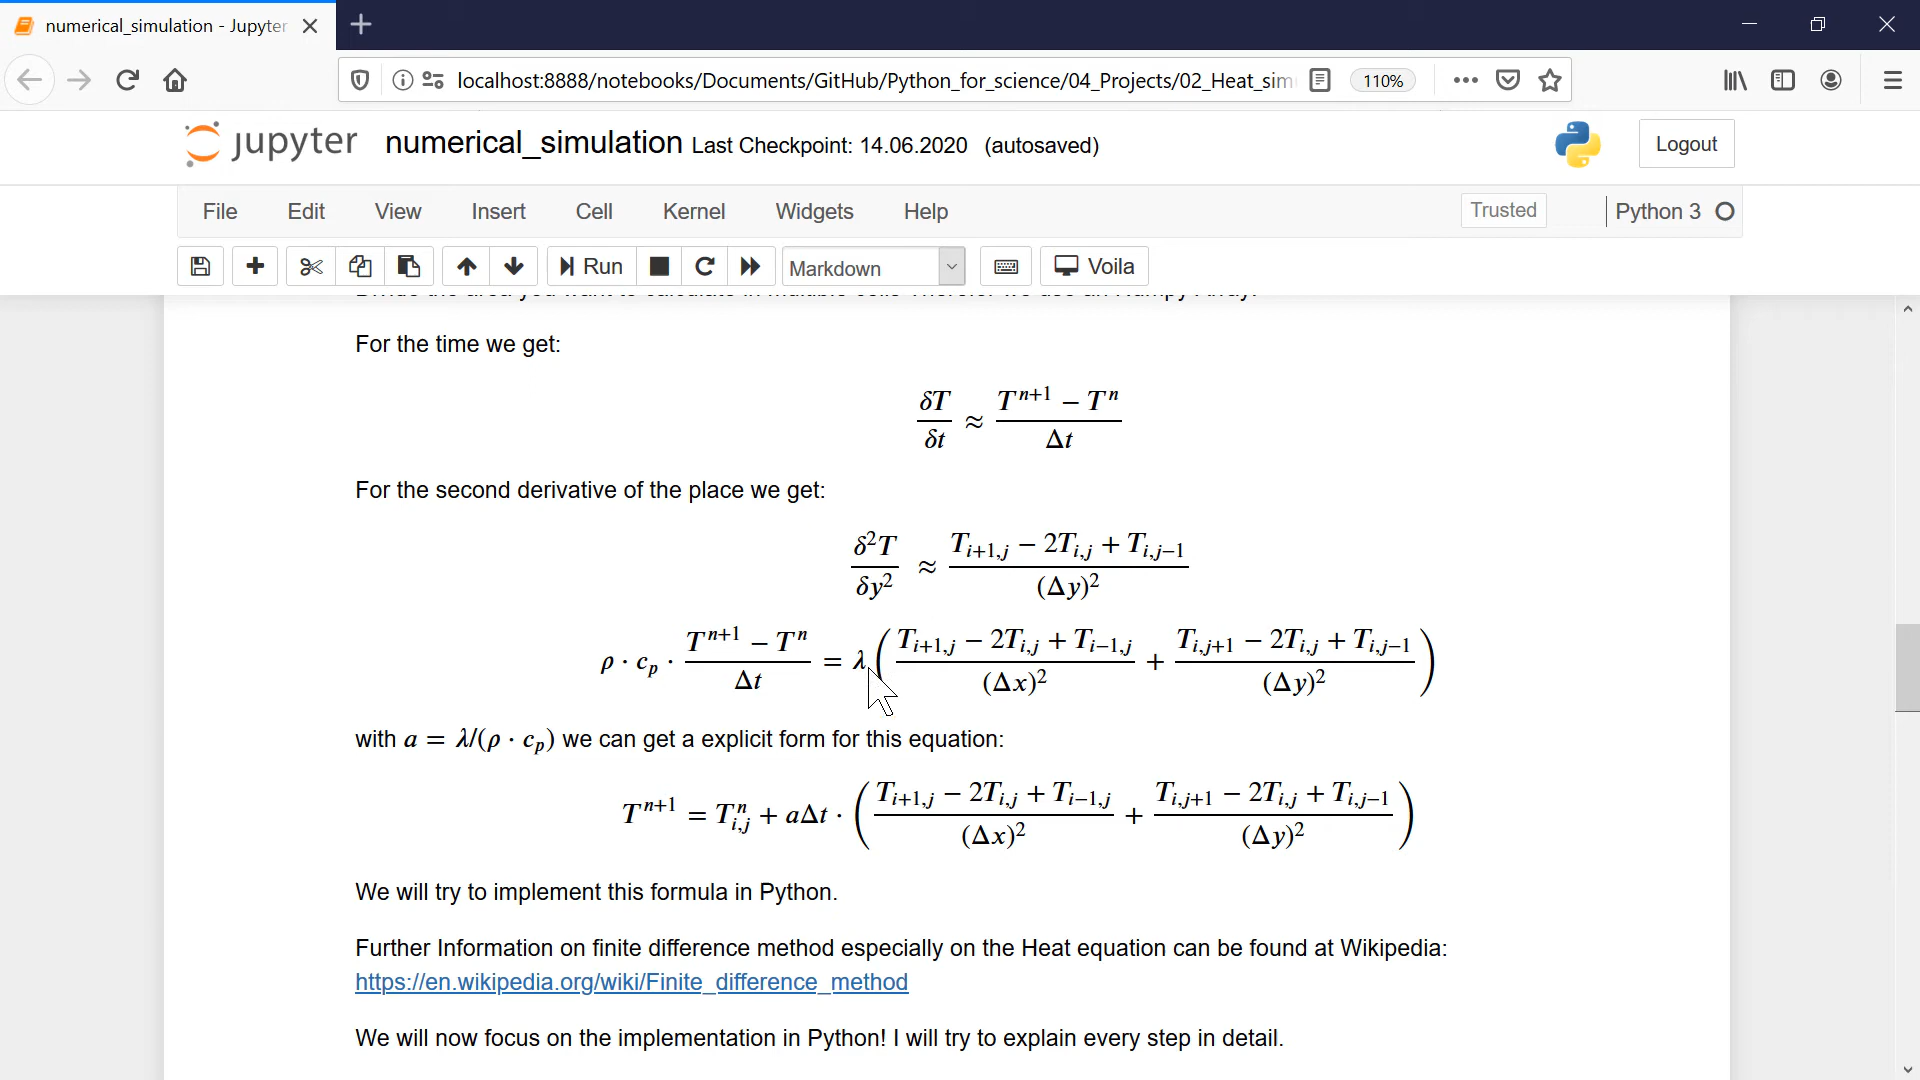 numerical_simulation - Jupyter
localhost:8888/notebooks/Documents/GitHub/Python_for_science/04_Projects/02_Heat_sim
110%
jupyter numerical_simulation Last Checkpoint: 14.06.2020 (autosaved)
Logout
File Edit View Insert Cell Kernel Widgets Help
Trusted
Python 3
Run
Markdown
Voila
For the time we get:
δT/δt ≈ (Tⁿ⁺¹ − Tⁿ)/Δt
For the second derivative of the place we get:
δ²T/δy² ≈ (T_{i+1,j} − 2T_{i,j} + T_{i,j−1})/(Δy)²
ρ · c_p · (Tⁿ⁺¹ − Tⁿ)/Δt = λ((T_{i+1,j} − 2T_{i,j} + T_{i−1,j})/(Δx)² + (T_{i,j+1} − 2T_{i,j} + T_{i,j−1})/(Δy)²)
with a = λ/(ρ · c_p) we can get a explicit form for this equation:
Tⁿ⁺¹ = Tⁿ_{i,j} + aΔt · ((T_{i+1,j} − 2T_{i,j} + T_{i−1,j})/(Δx)² + (T_{i,j+1} − 2T_{i,j} + T_{i,j−1})/(Δy)²)
We will try to implement this formula in Python.
Further Information on finite difference method especially on the Heat equation can be found at Wikipedia:
https://en.wikipedia.org/wiki/Finite_difference_method
We will now focus on the implementation in Python! I will try to explain every step in detail.